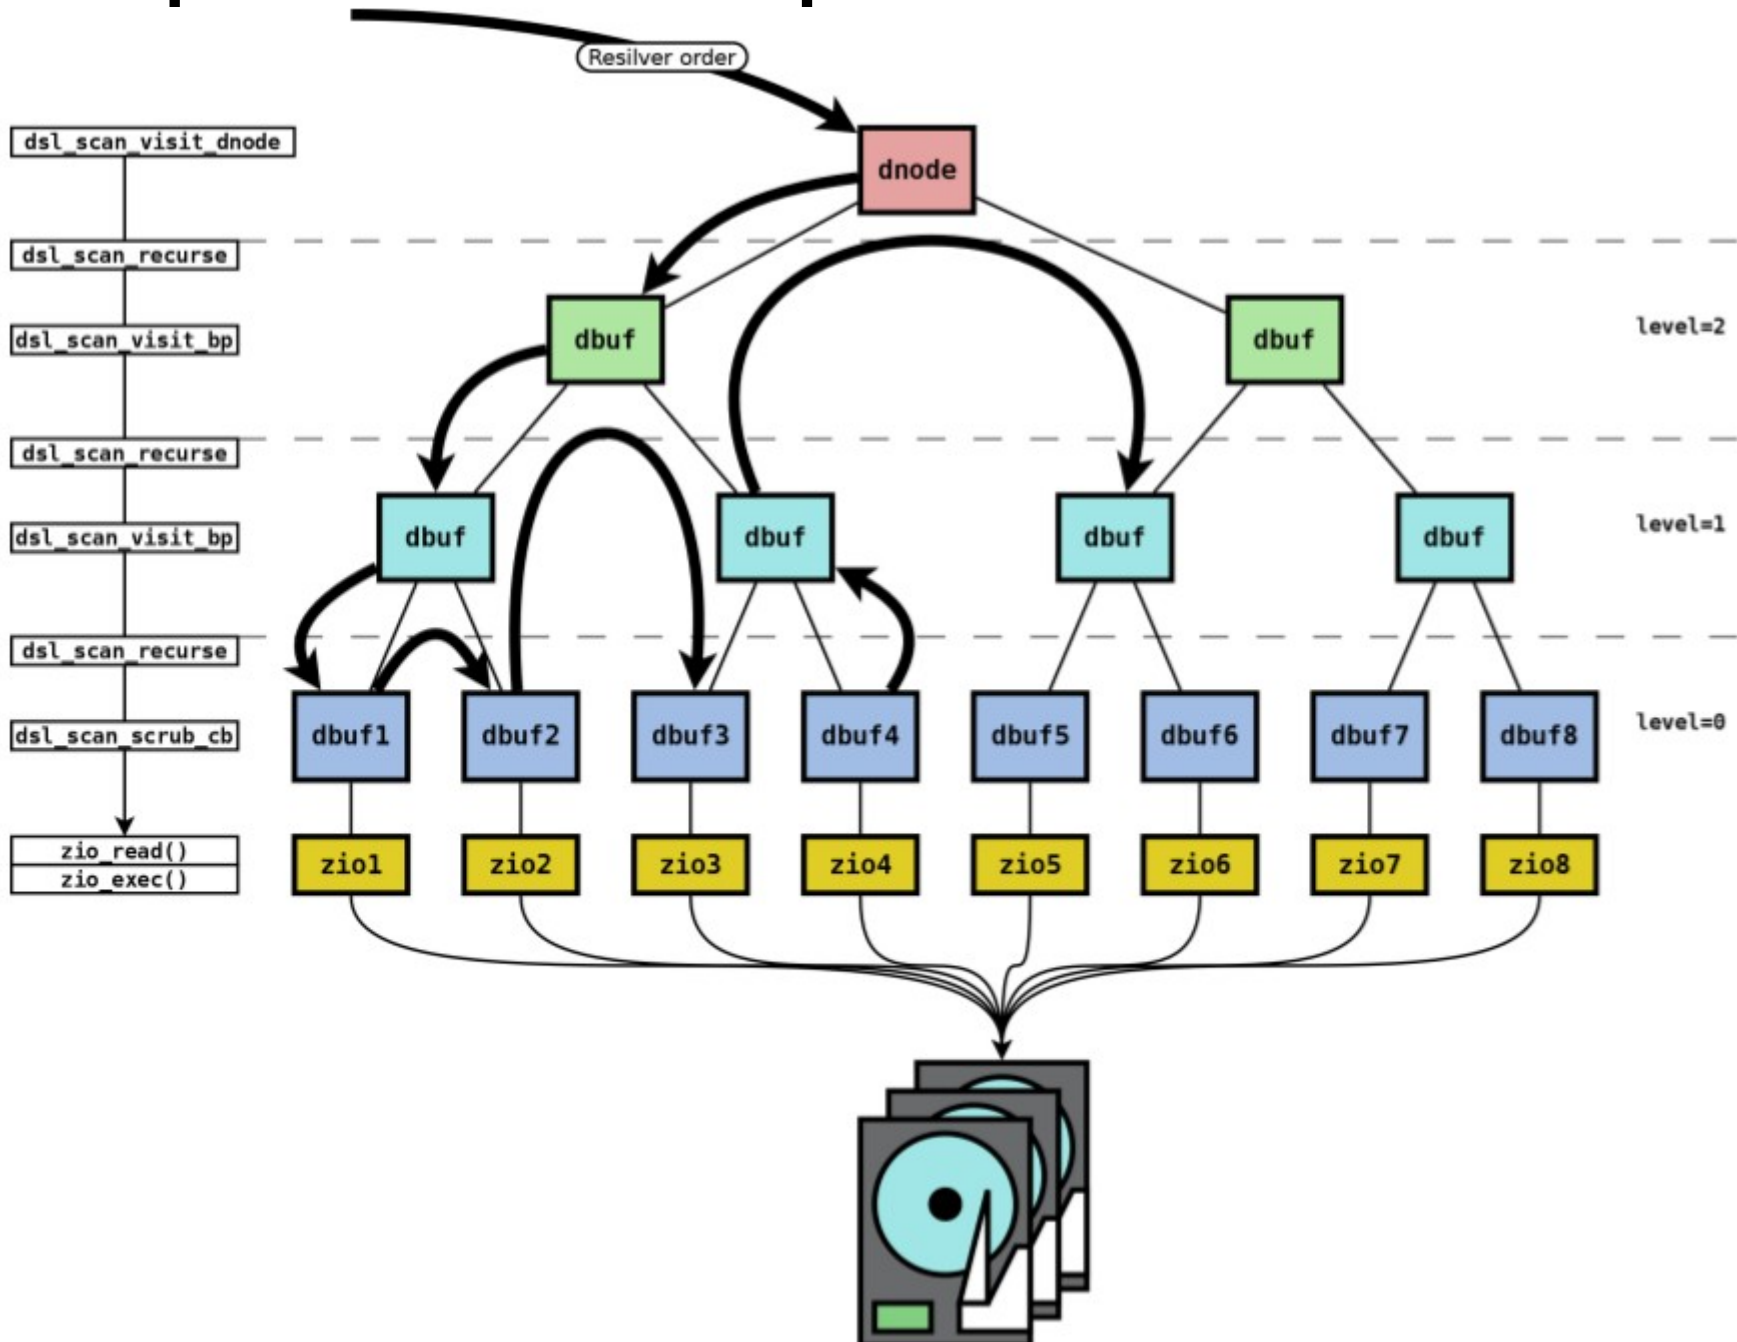 Resilver order
dsl_scan_visit_dnode
dnode
dsl_scan_recurse
dsl_scan_visit_bp
dbuf
dbuf
level=2
dsl_scan_recurse
dsl_scan_visit_bp
dbuf
dbuf
dbuf
dbuf
level=1
dsl_scan_recurse
dsl_scan_scrub_cb
dbuf1
dbuf2
dbuf3
dbuf4
dbuf5
dbuf6
dbuf7
dbuf8
level=0
zio_read()
zio_exec()
zio1
zio2
zio3
zio4
zio5
zio6
zio7
zio8